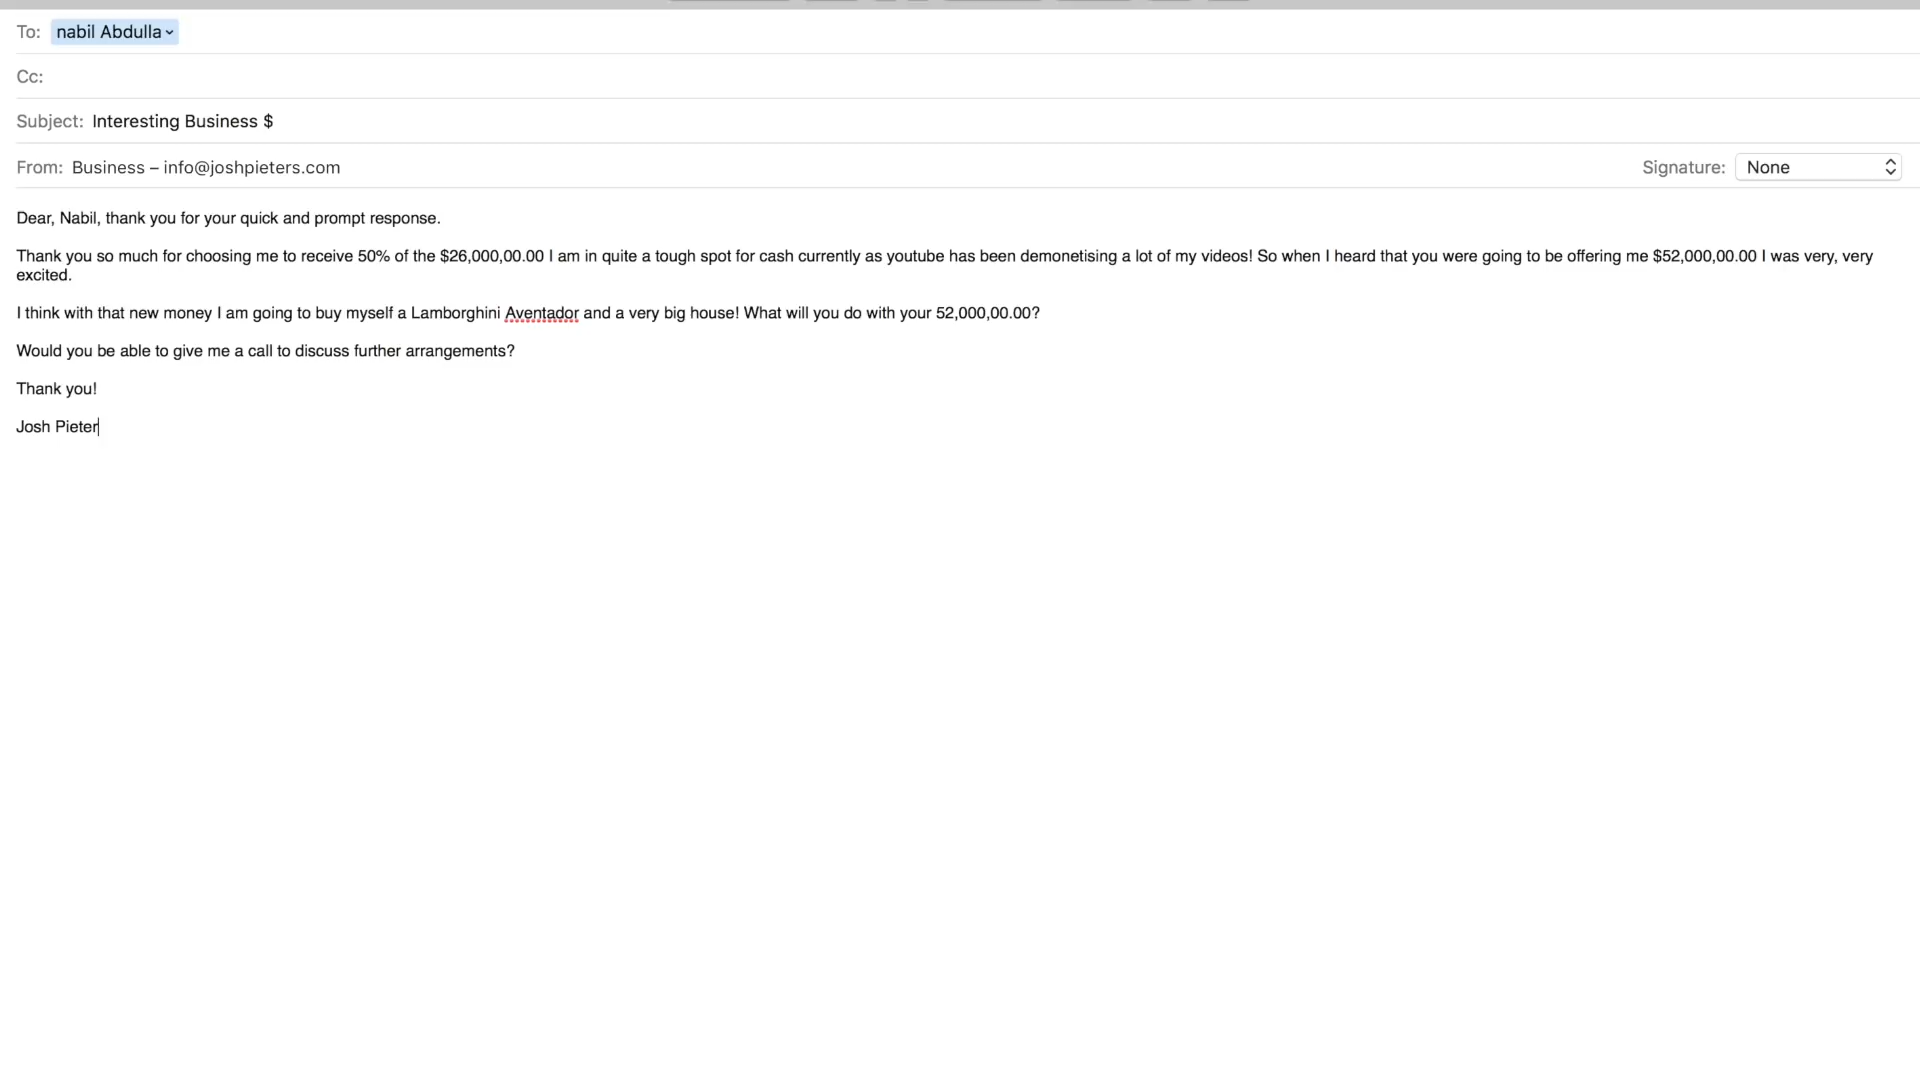 To: nabil Abdulla
Cc:
Subject: Interesting Business $
From: Business – info@joshpieters.com
Signature: None
Dear, Nabil, thank you for your quick and prompt response.
Thank you so much for choosing me to receive 50% of the $26,000,00.00 I am in quite a tough spot for cash currently as youtube has been demonetising a lot of my videos! So when I heard that you were going to be offering me $52,000,00.00 I was very, very
excited.
I think with that new money I am going to buy myself a Lamborghini Aventador and a very big house! What will you do with your 52,000,00.00?
Would you be able to give me a call to discuss further arrangements?
Thank you!
Josh Pieter